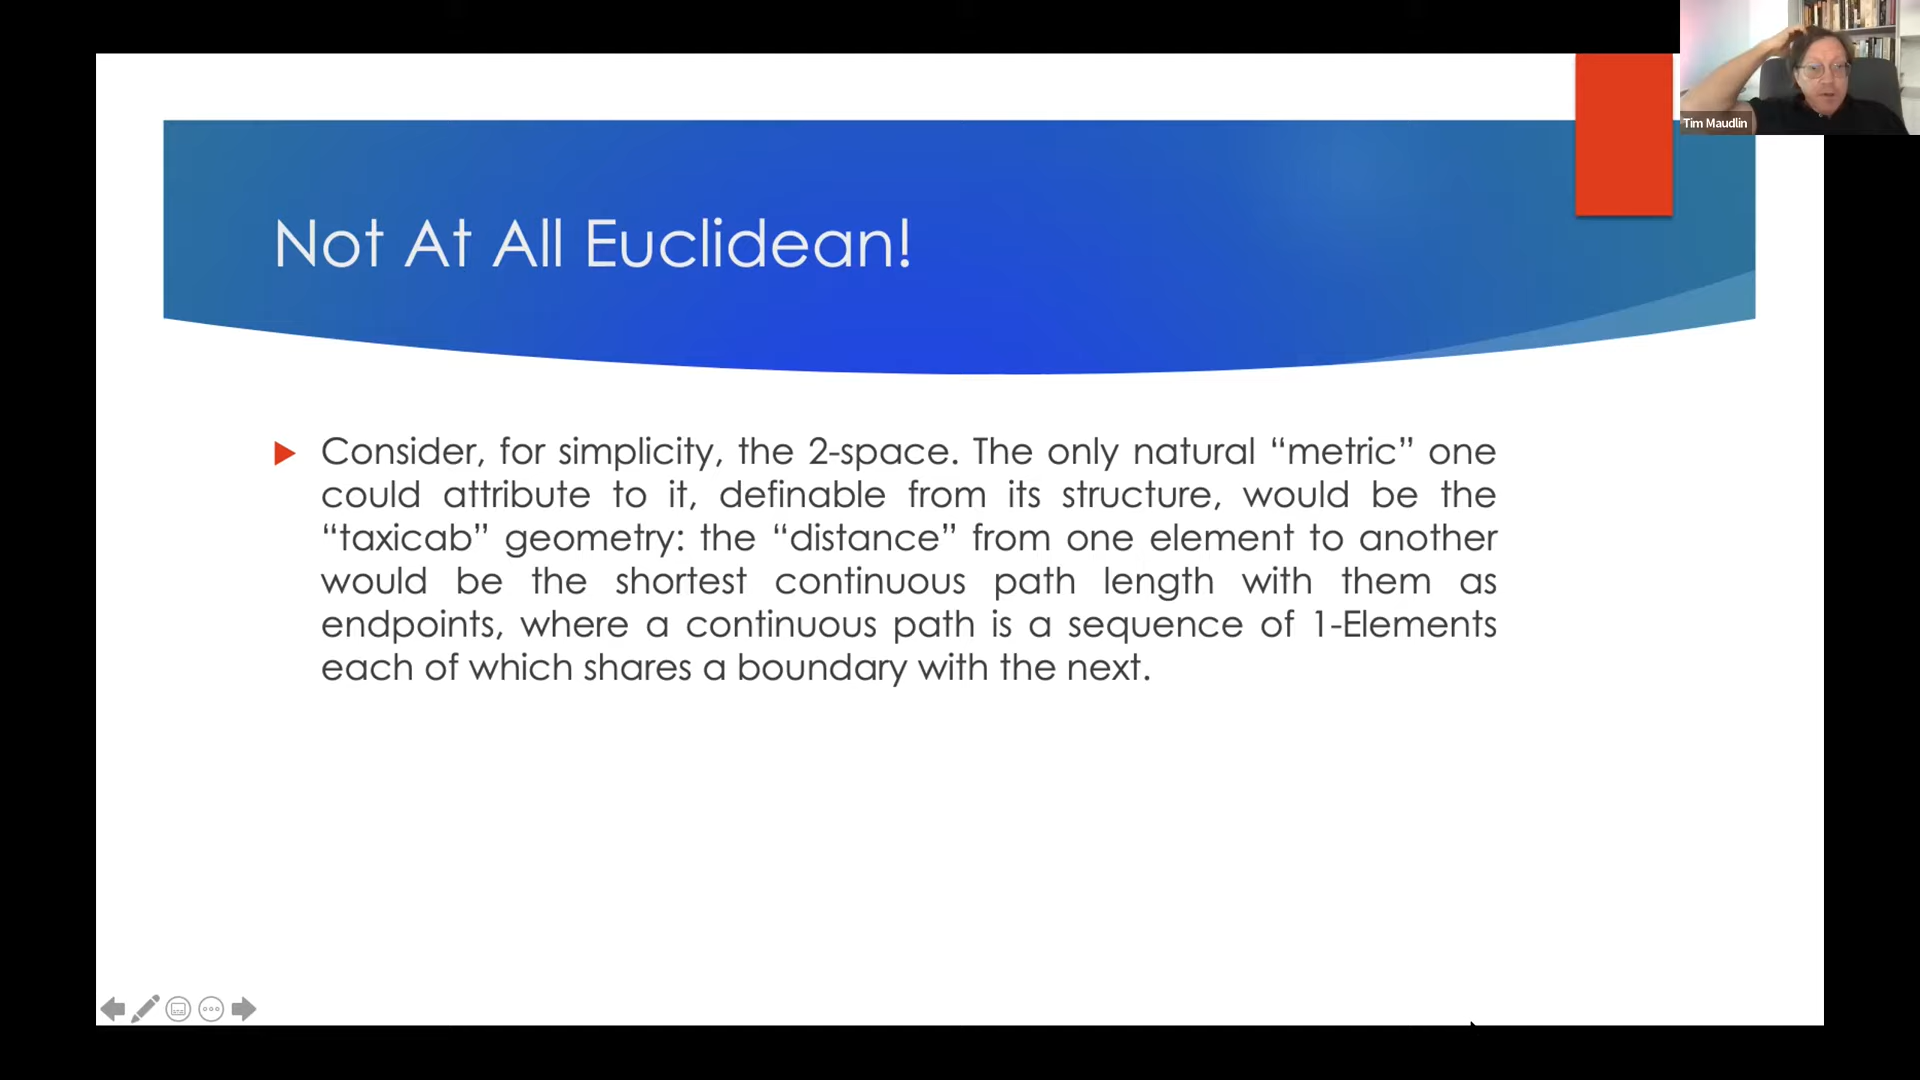 Tim Maudlin
Not At All Euclidean!
Consider, for simplicity, the 2-space. The only natural “metric” one
could attribute to it, definable from its structure, would be the
“taxicab” geometry: the “distance” from one element to another
would be the shortest continuous path length with them as
endpoints, where a continuous path is a sequence of 1-Elements
each of which shares a boundary with the next.